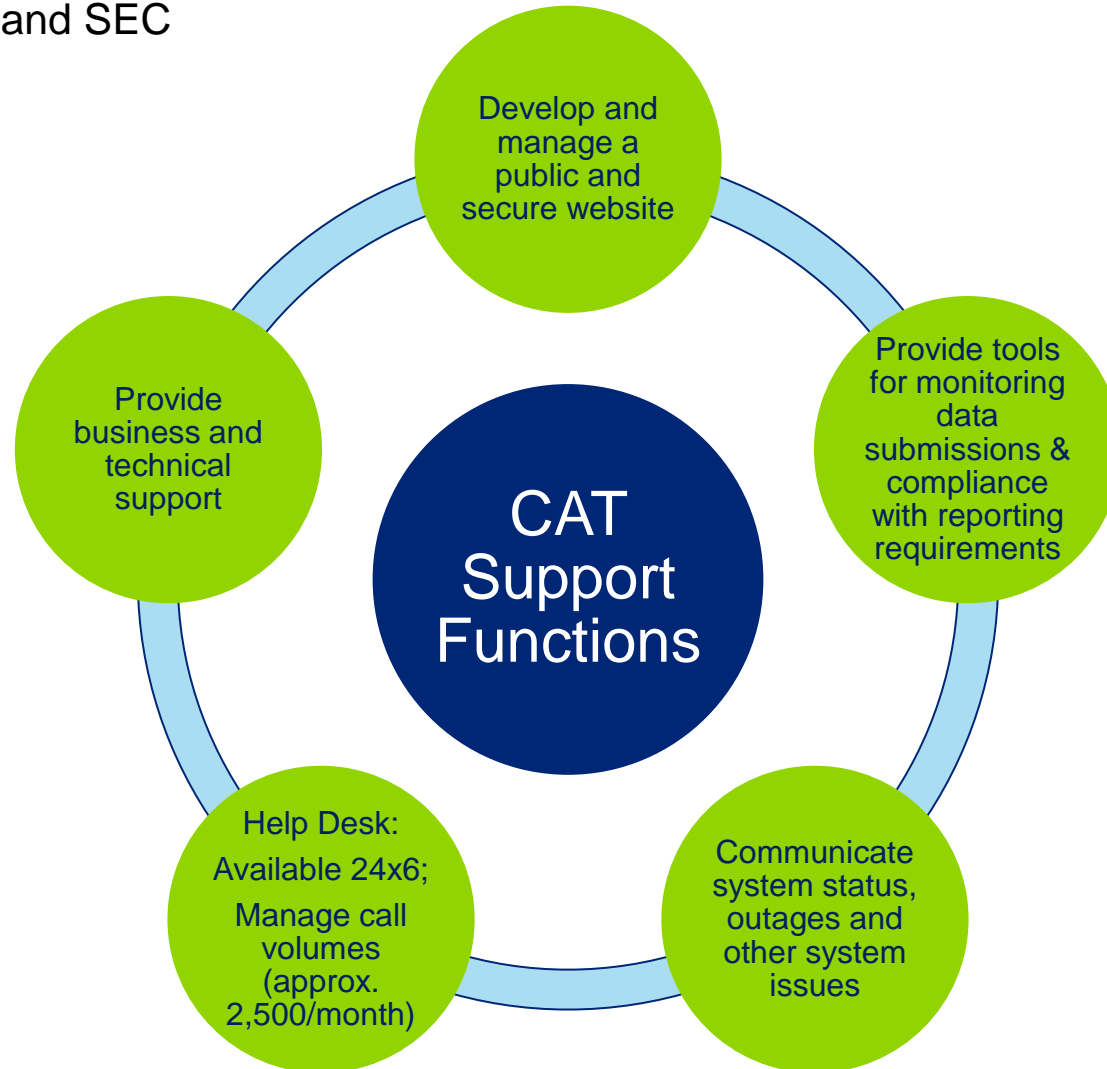 and SEC
Develop and
manage a
public and
secure website
Provide tools
for monitoring
data
submissions &
compliance
with reporting
requirements
Communicate
system status,
outages and
other system
issues
Help Desk:
Available 24x6;
Manage call
volumes
(approx.
2,500/month)
Provide
business and
technical
support
CAT
Support
Functions